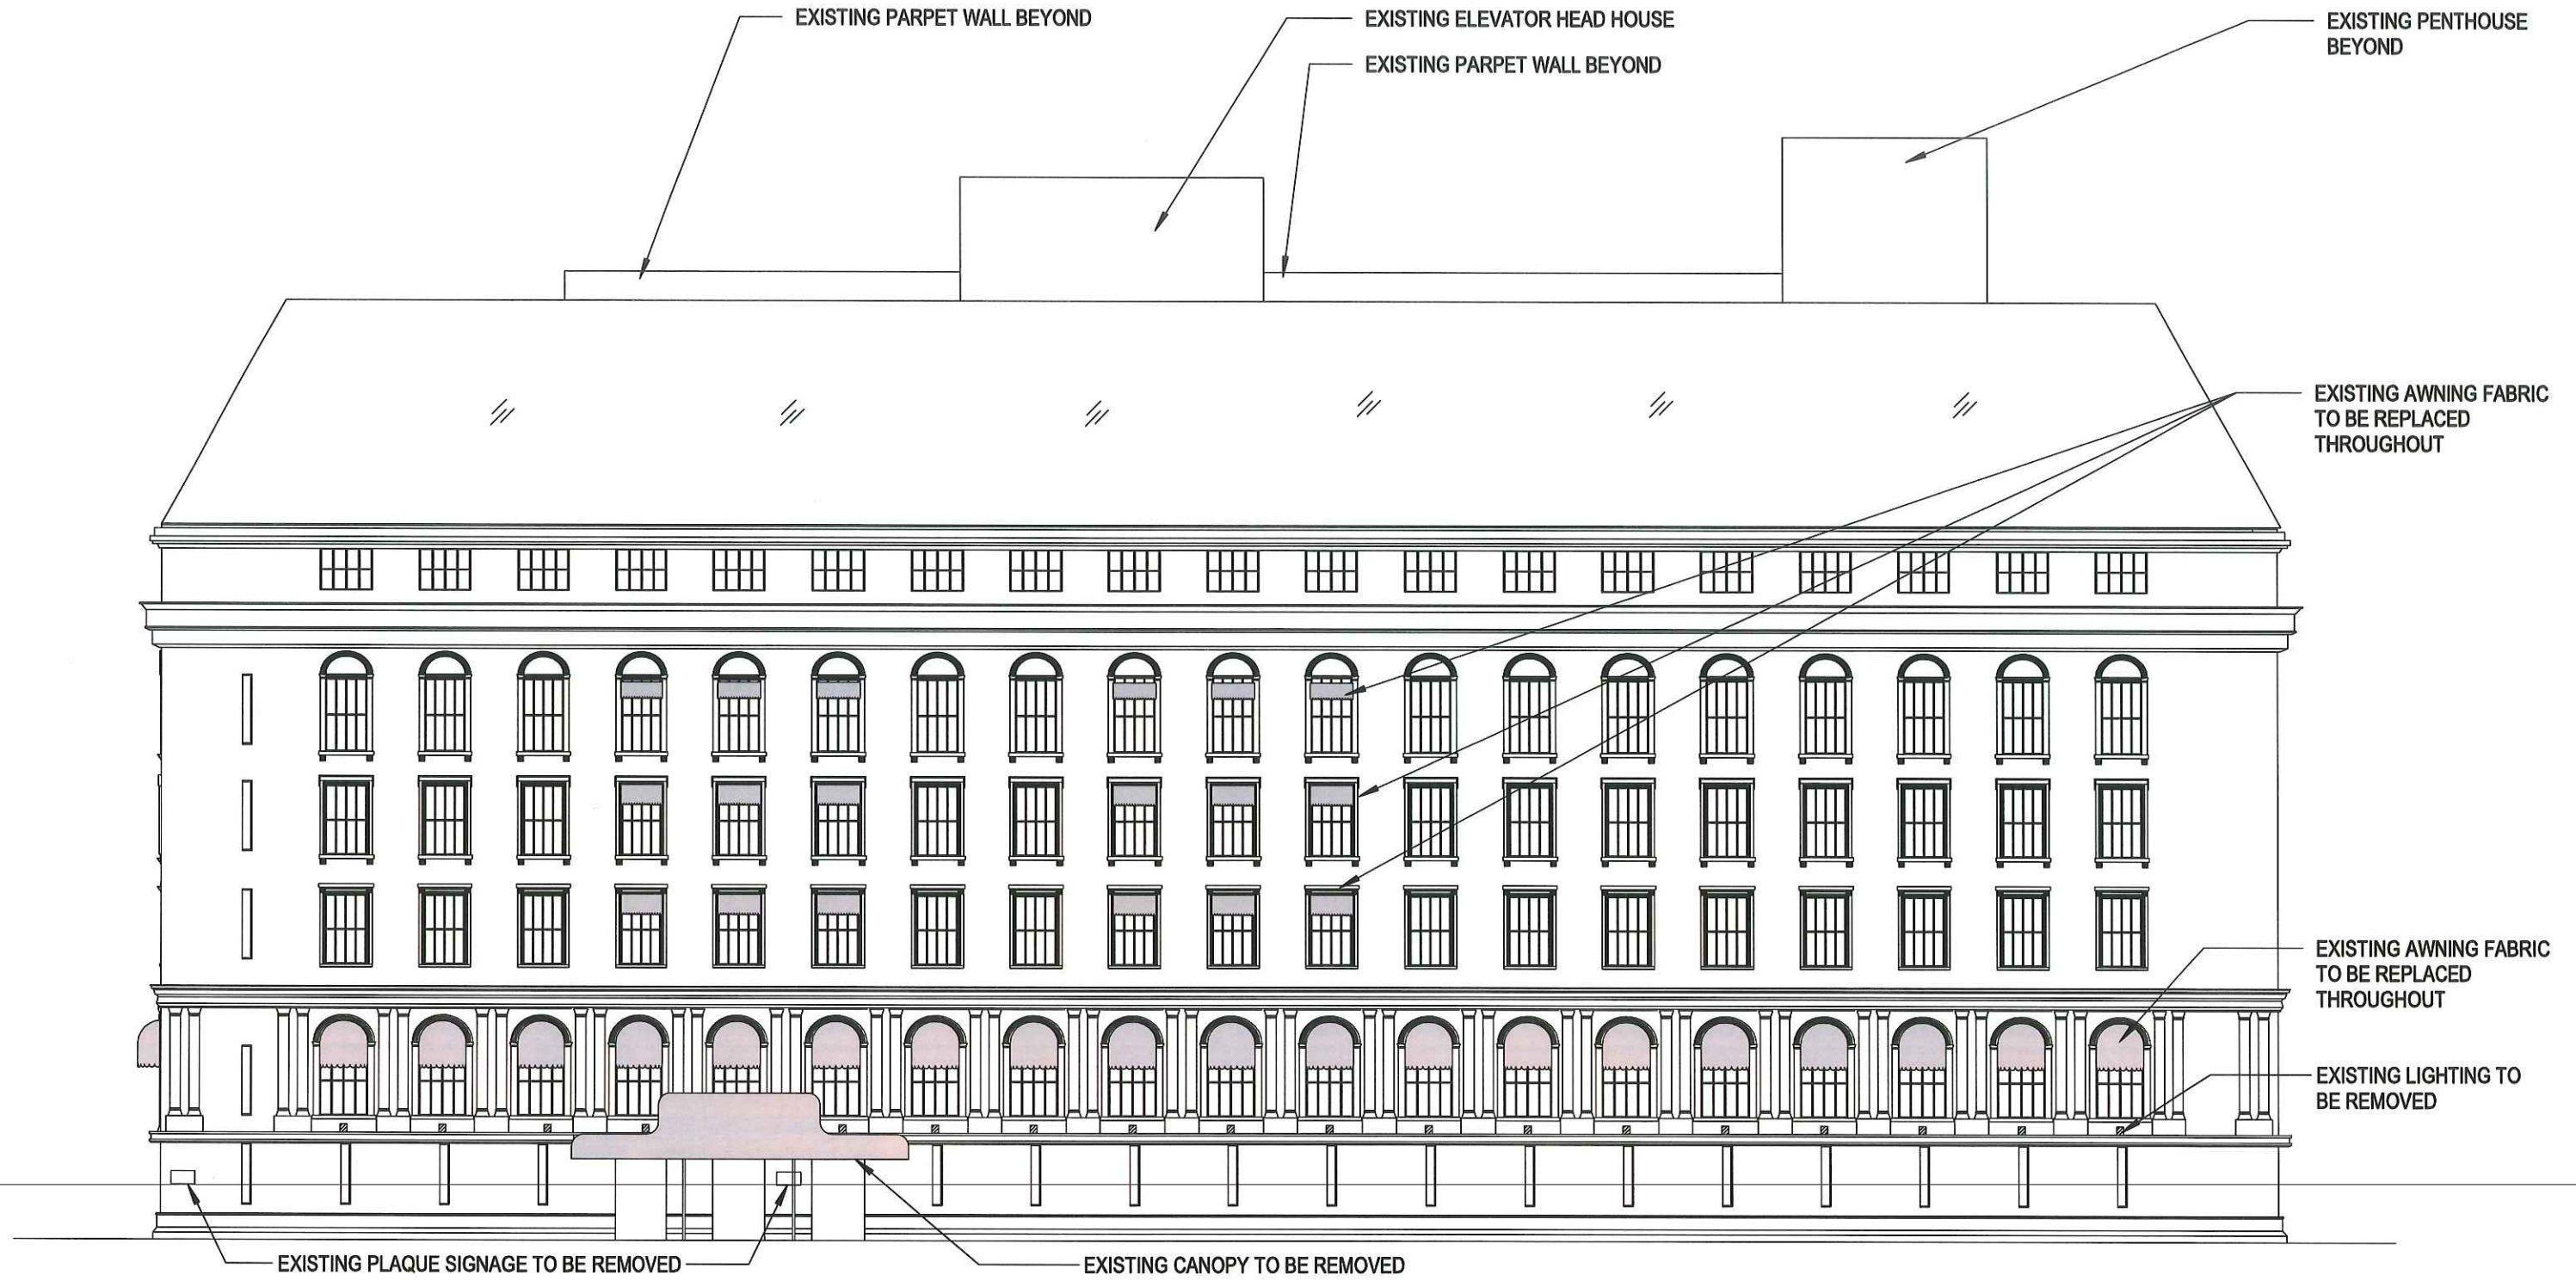 EXISTING PARPET WALL BEYOND
EXISTING ELEVATOR HEAD HOUSE
EXISTING PARPET WALL BEYOND
EXISTING PENTHOUSE
BEYOND
EXISTING AWNING FABRIC
TO BE REPLACED
THROUGHOUT
EXISTING AWNING FABRIC
TO BE REPLACED
THROUGHOUT
EXISTING LIGHTING TO
BE REMOVED
EXISTING PLAQUE SIGNAGE TO BE REMOVED
EXISTING CANOPY TO BE REMOVED